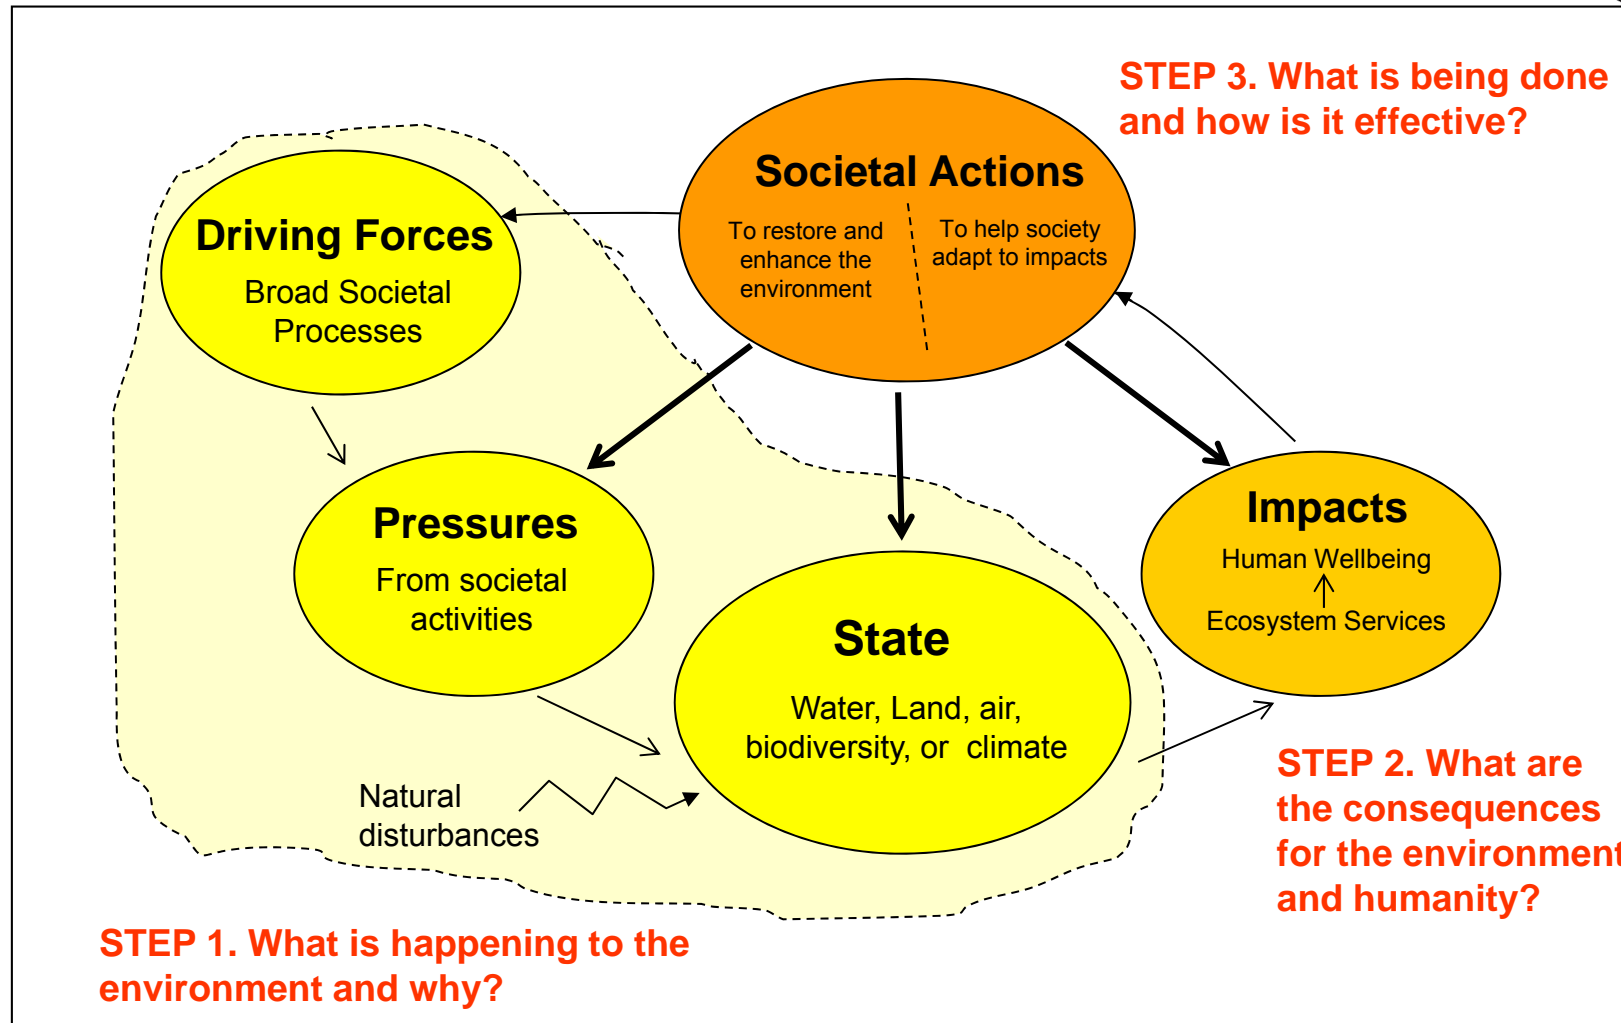 STEP 3. What is being done
and how is it effective?
Societal Actions
To restore and
enhance the
environment
To help society
adapt to impacts
Driving Forces
Broad Societal
Processes
Pressures
From societal
activities
Impacts
Human Wellbeing
Ecosystem Services
State
Water, Land, air,
biodiversity, or climate
Natural
disturbances
STEP 2. What are
the consequences
for the environment
and humanity?
STEP 1. What is happening to the
environment and why?